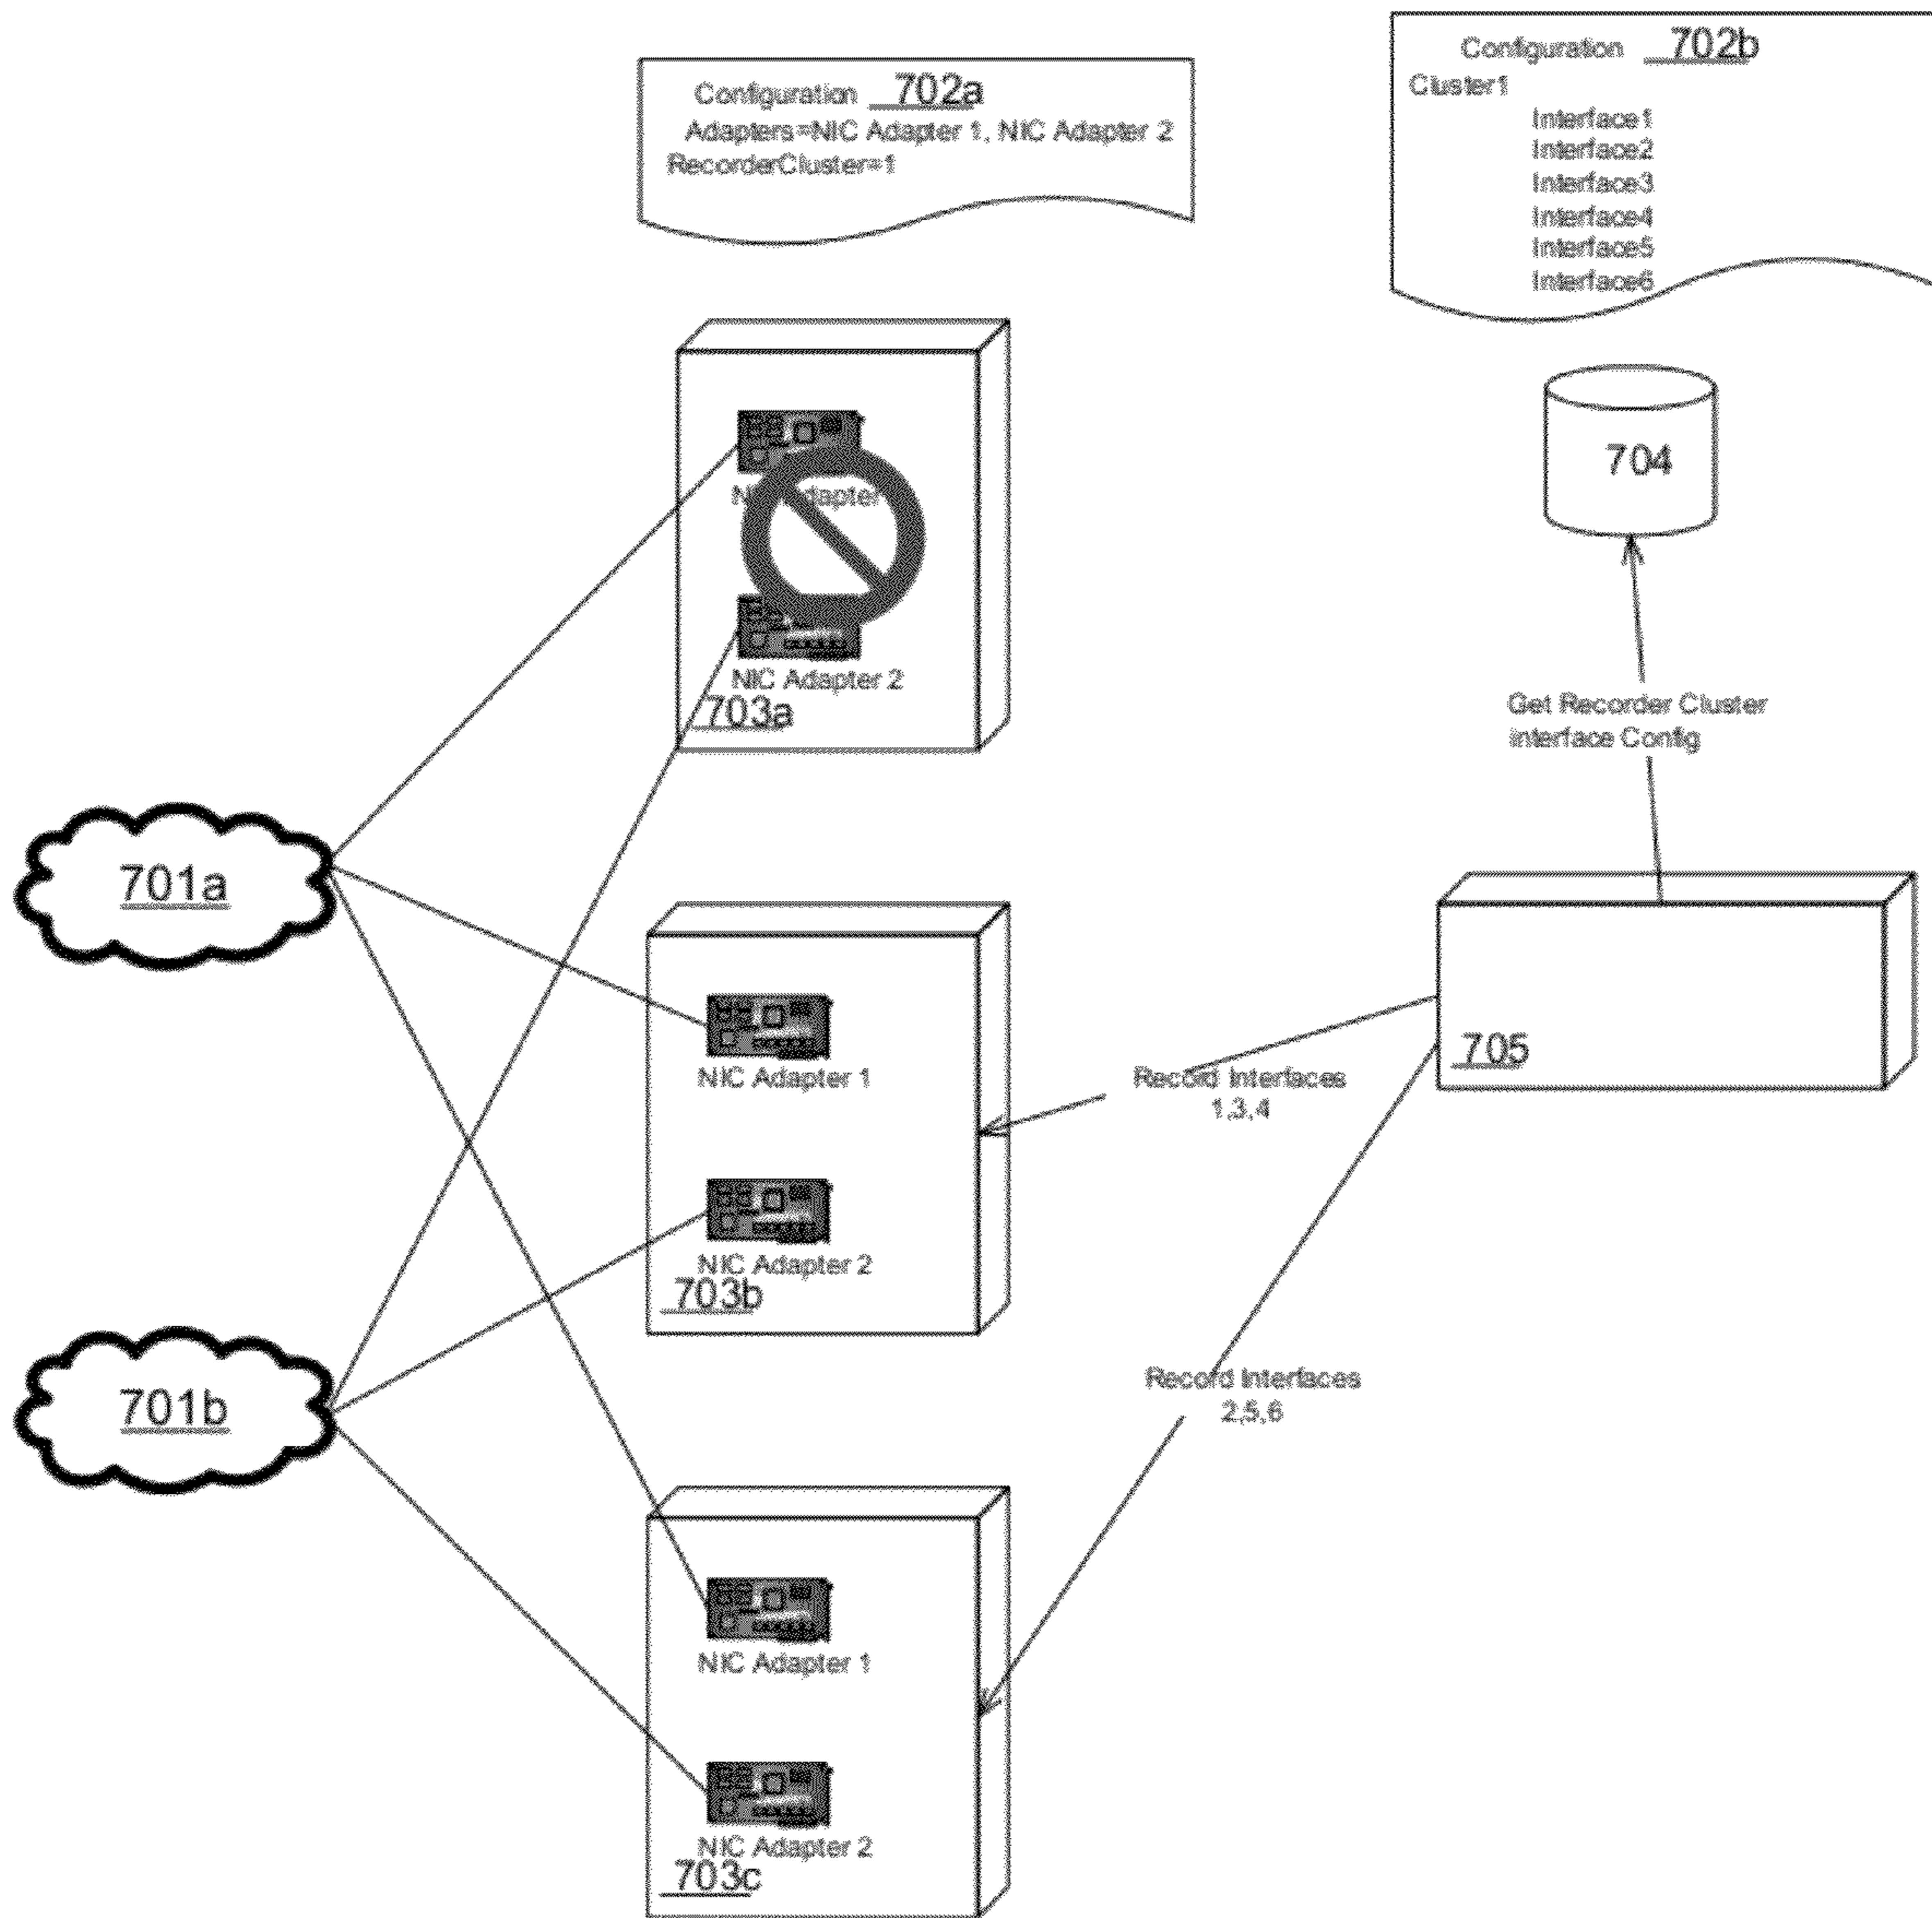 Configuration 702a
Adapters=NIC Adapter 1, NIC Adapter 2
RecorderCluster=1
Configuration 702b
Cluster1
Interface1
Interface2
Interface3
Interface4
Interface5
Interface6
704
NIC Adapter
NIC Adapter 2
703a
Get Recorder Cluster
Interface Config
701a
705
NIC Adapter 1
Record Interfaces
1,3,4
NIC Adapter 2
703b
701b
Record Interfaces
2,5,6
NIC Adapter 1
NIC Adapter 2
703c